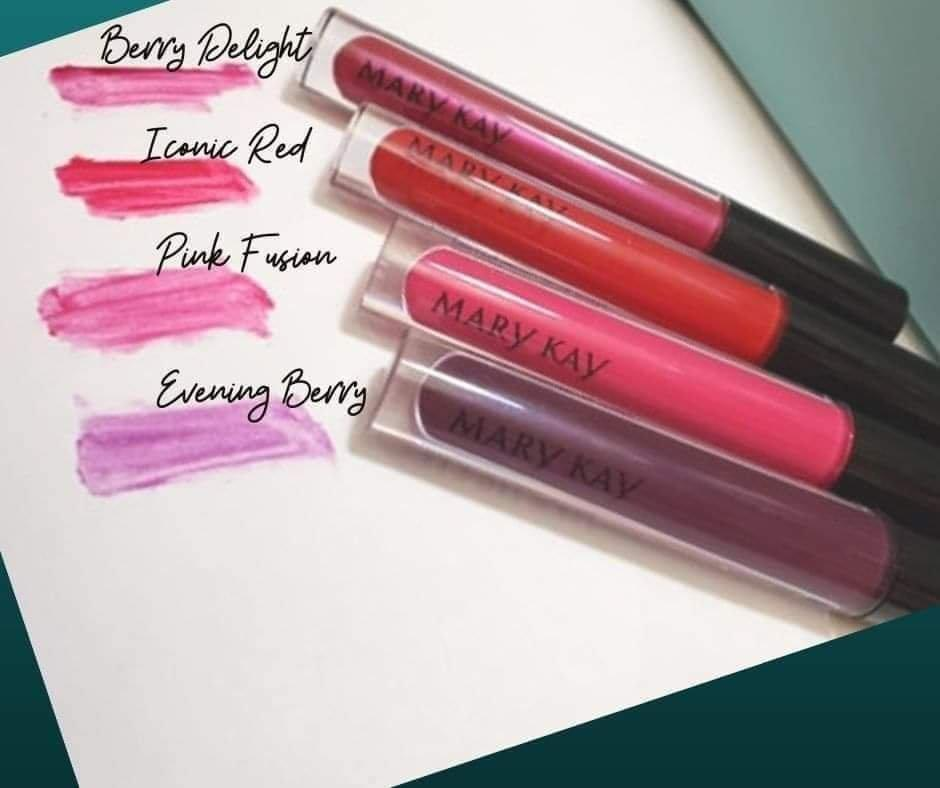 Berry Delight
MARY KAY
Iconic Red
MARY KAY
Pink Fusion
MARY KAY
Evening Berry
MARY KAY